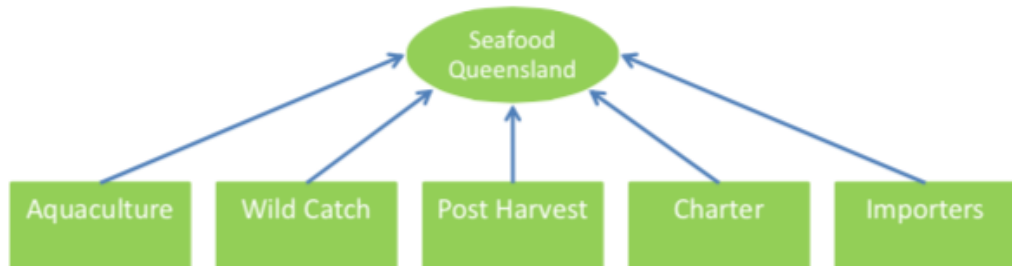 Seafood
Queensland
Aquaculture
Wild Catch
Post Harvest
Charter
Importers